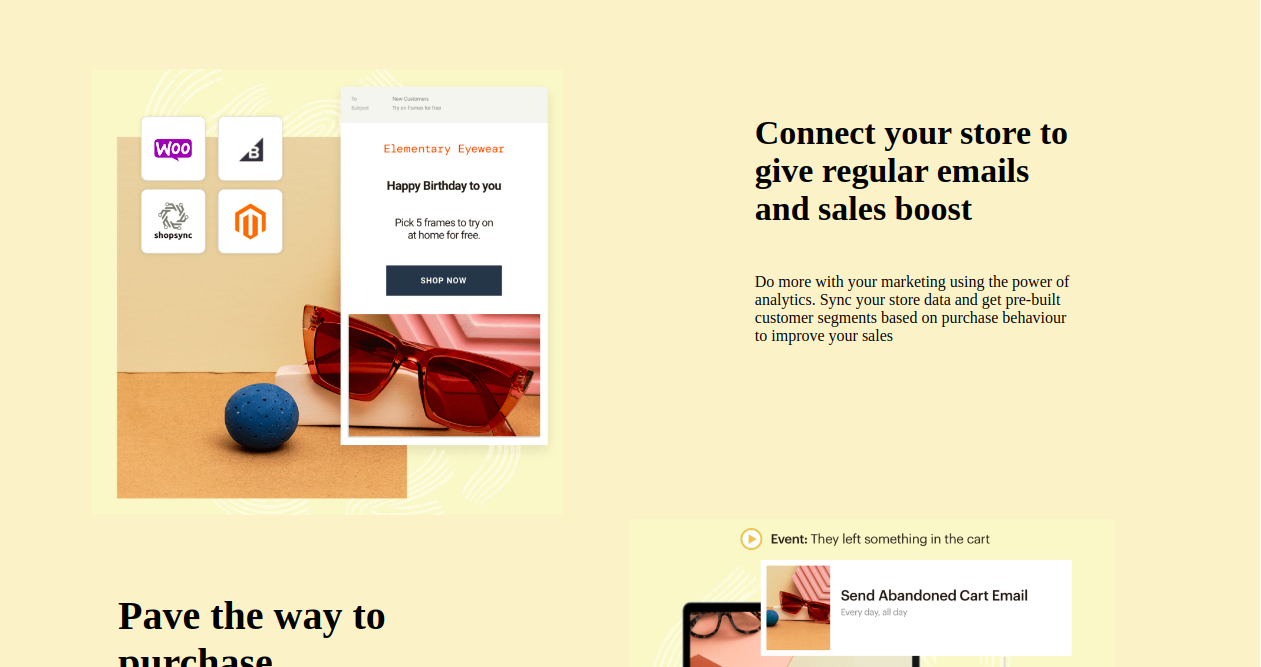 To New Customers
Subject Try on frames for free
WOO
B
Elementary Eyewear
Happy Birthday to you
shopsync
Pick 5 frames to try on
at home for free.
SHOP NOW
Connect your store to
give regular emails
and sales boost
Do more with your marketing using the power of
analytics. Sync your store data and get pre-built
customer segments based on purchase behaviour
to improve your sales
Event: They left something in the cart
Send Abandoned Cart Email
Every day, all day
Pave the way to
purchase